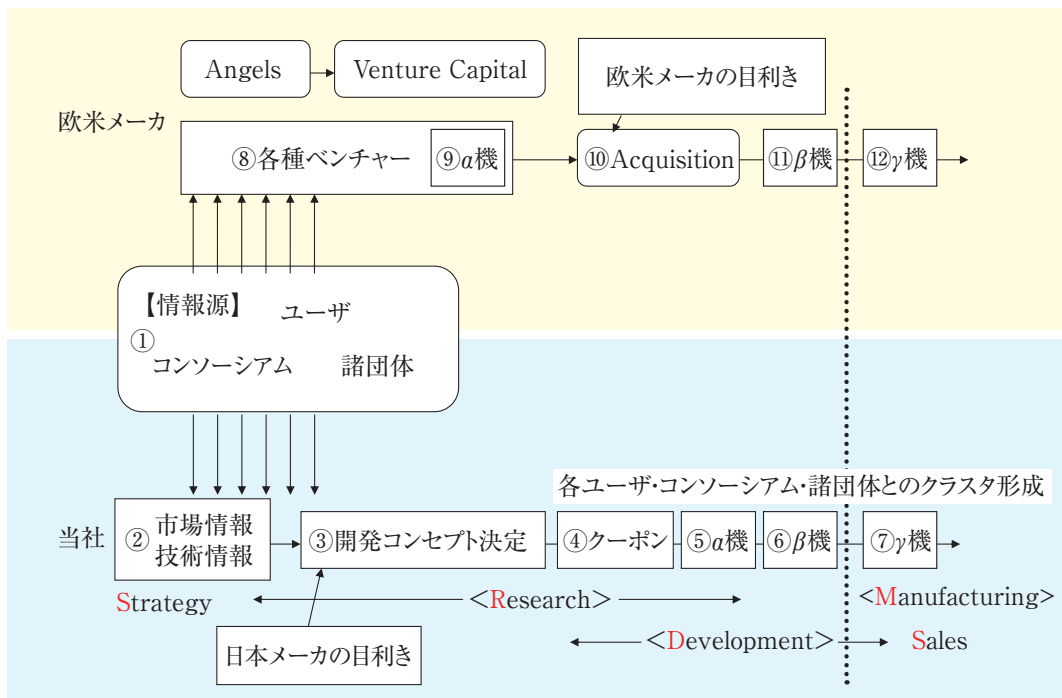 Angels
Venture Capital
欧米メーカの目利き
欧米メーカ
⑧各種ベンチャー
⑨α機
⑩Acquisition
⑪β機
⑫γ機
【情報源】
ユーザ
①
コンソーシアム
諸団体
各ユーザ・コンソーシアム・諸団体とのクラスタ形成
当社
②
市場情報
技術情報
③開発コンセプト決定
④クーポン
⑤α機
⑥β機
⑦γ機
Strategy
<Research>
<Manufacturing>
日本メーカの目利き
<Development>
Sales